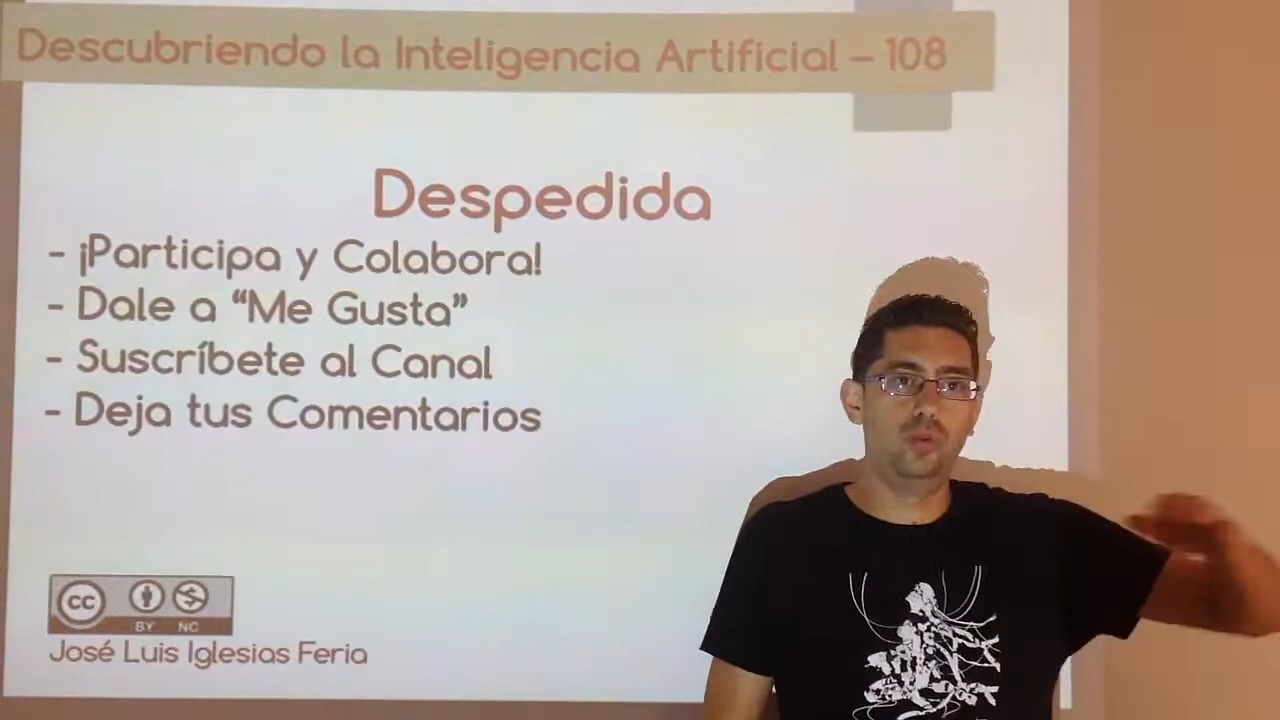 Descubriendo la Inteligencia Artificial – 108
Despedida
- ¡Participa y Colabora!
- Dale a “Me Gusta”
- Suscríbete al Canal
- Deja tus Comentarios
cc
BY NC
José Luis Iglesias Feria